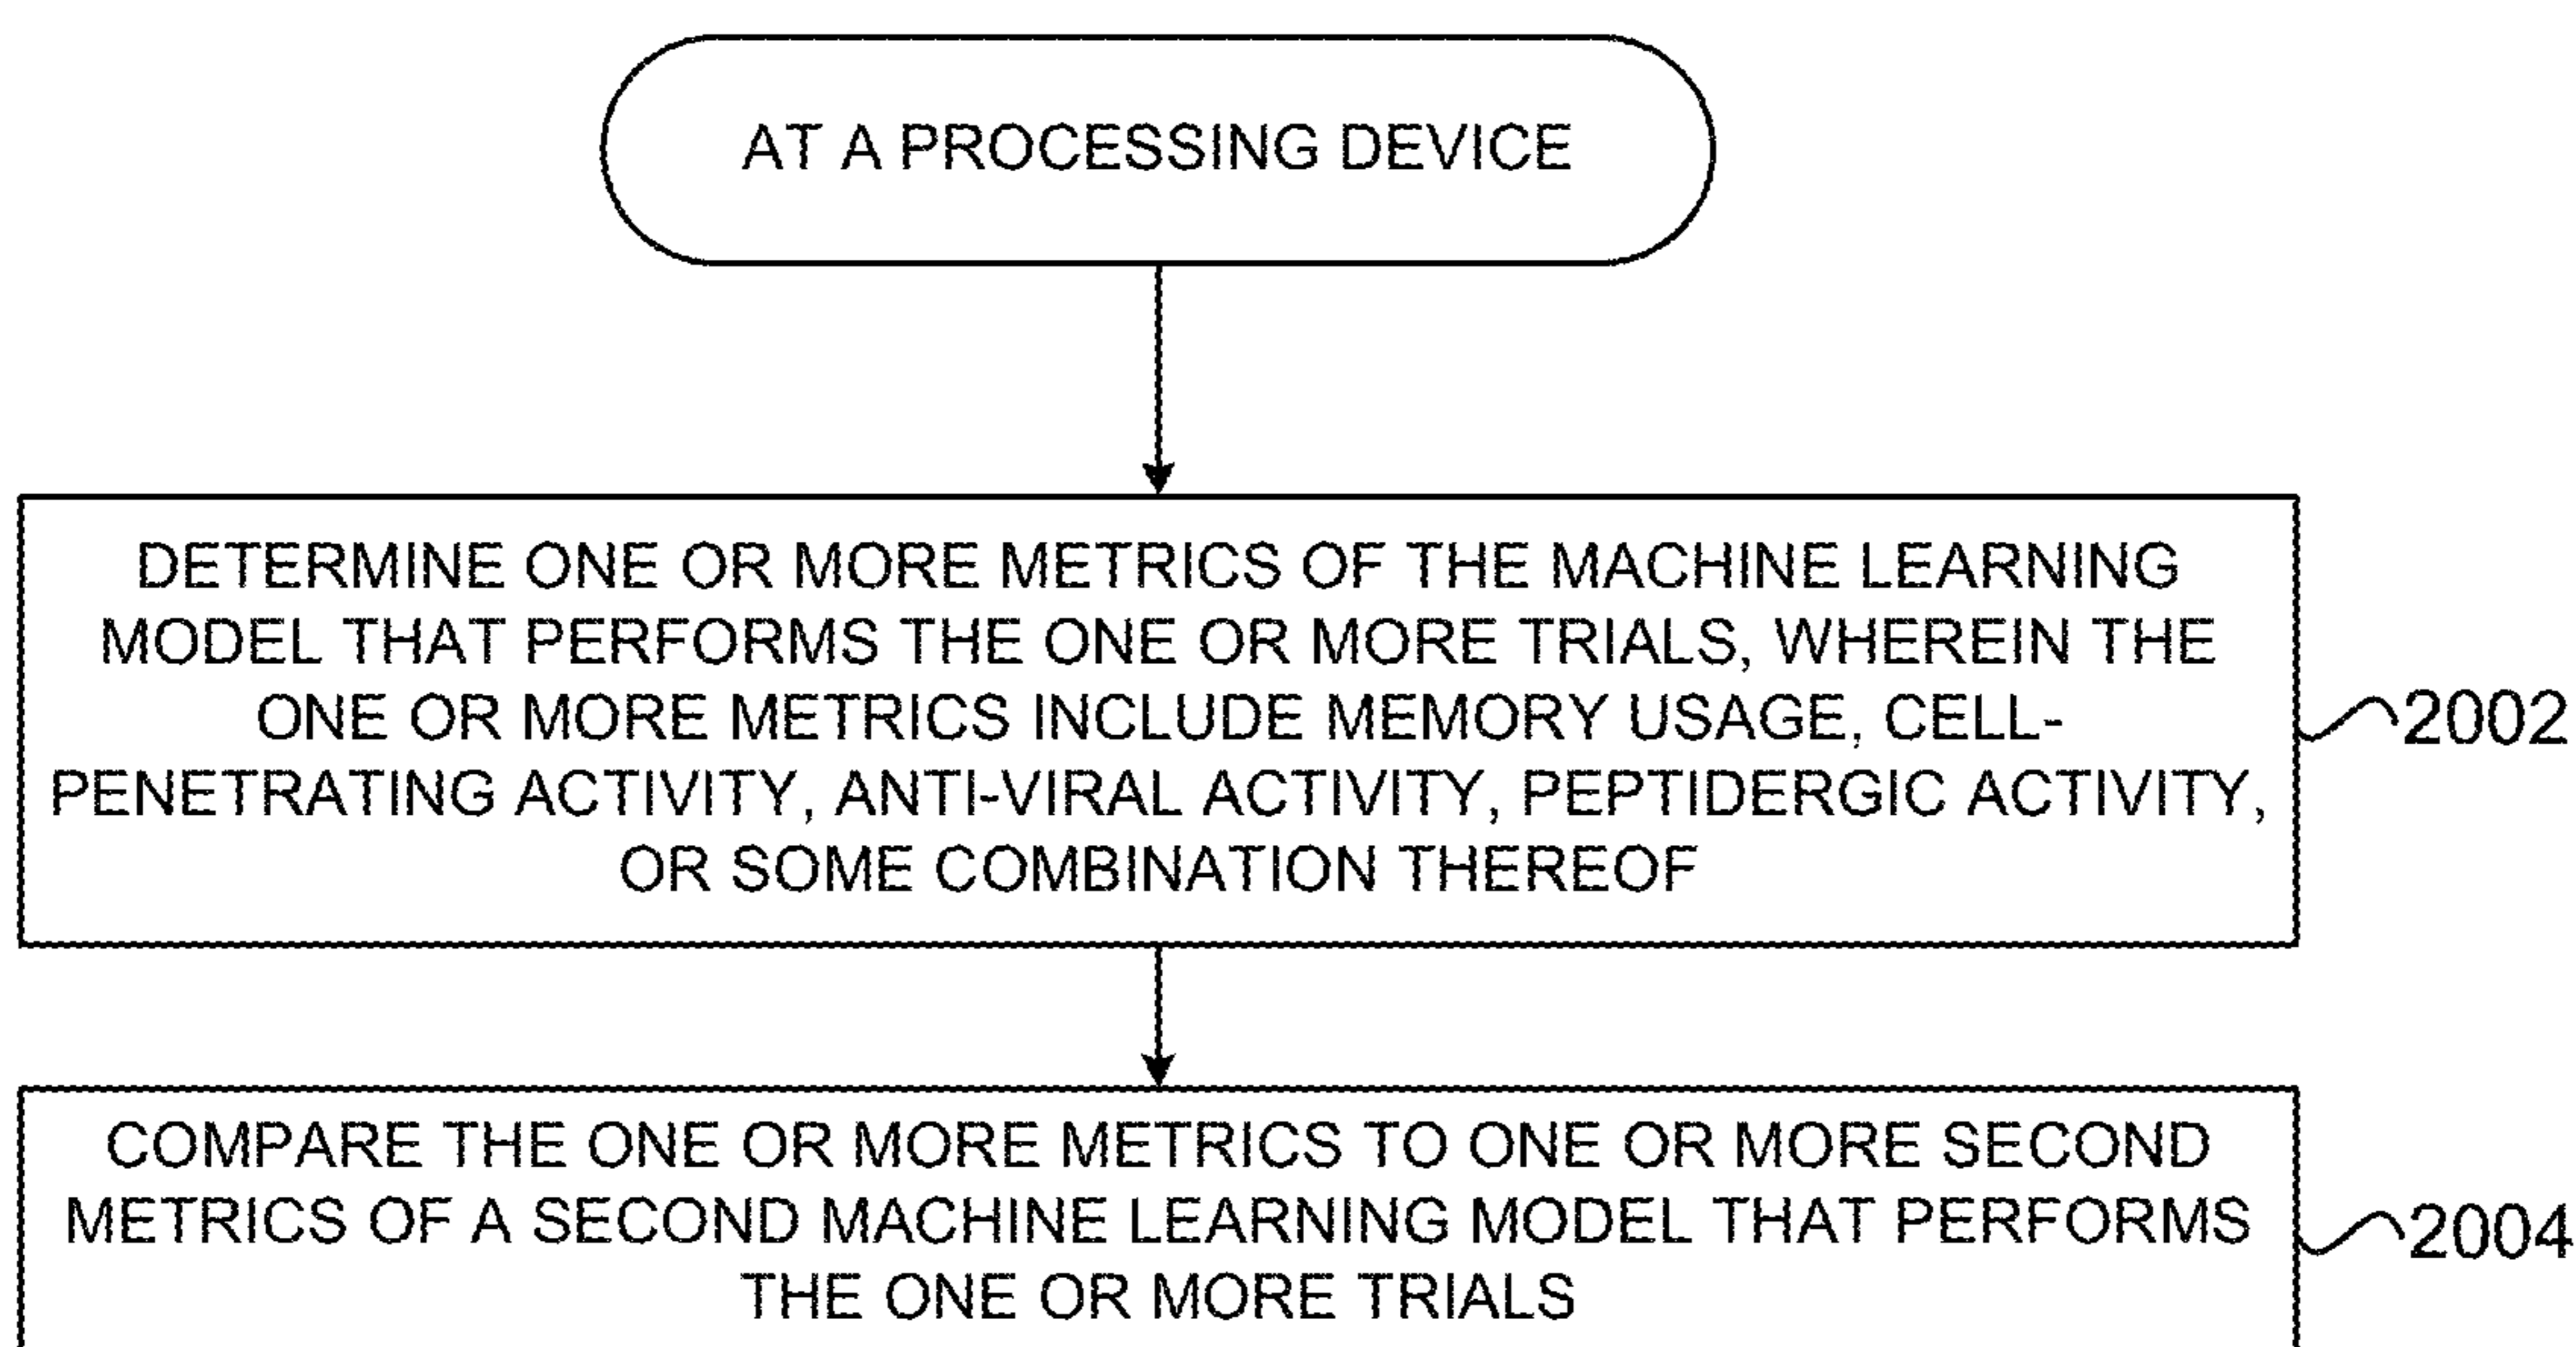 AT A PROCESSING DEVICE
DETERMINE ONE OR MORE METRICS OF THE MACHINE LEARNING
MODEL THAT PERFORMS THE ONE OR MORE TRIALS, WHEREIN THE
ONE OR MORE METRICS INCLUDE MEMORY USAGE, CELL-
PENETRATING ACTIVITY, ANTI-VIRAL ACTIVITY, PEPTIDERGIC ACTIVITY,
OR SOME COMBINATION THEREOF
2002
COMPARE THE ONE OR MORE METRICS TO ONE OR MORE SECOND
METRICS OF A SECOND MACHINE LEARNING MODEL THAT PERFORMS
THE ONE OR MORE TRIALS
2004